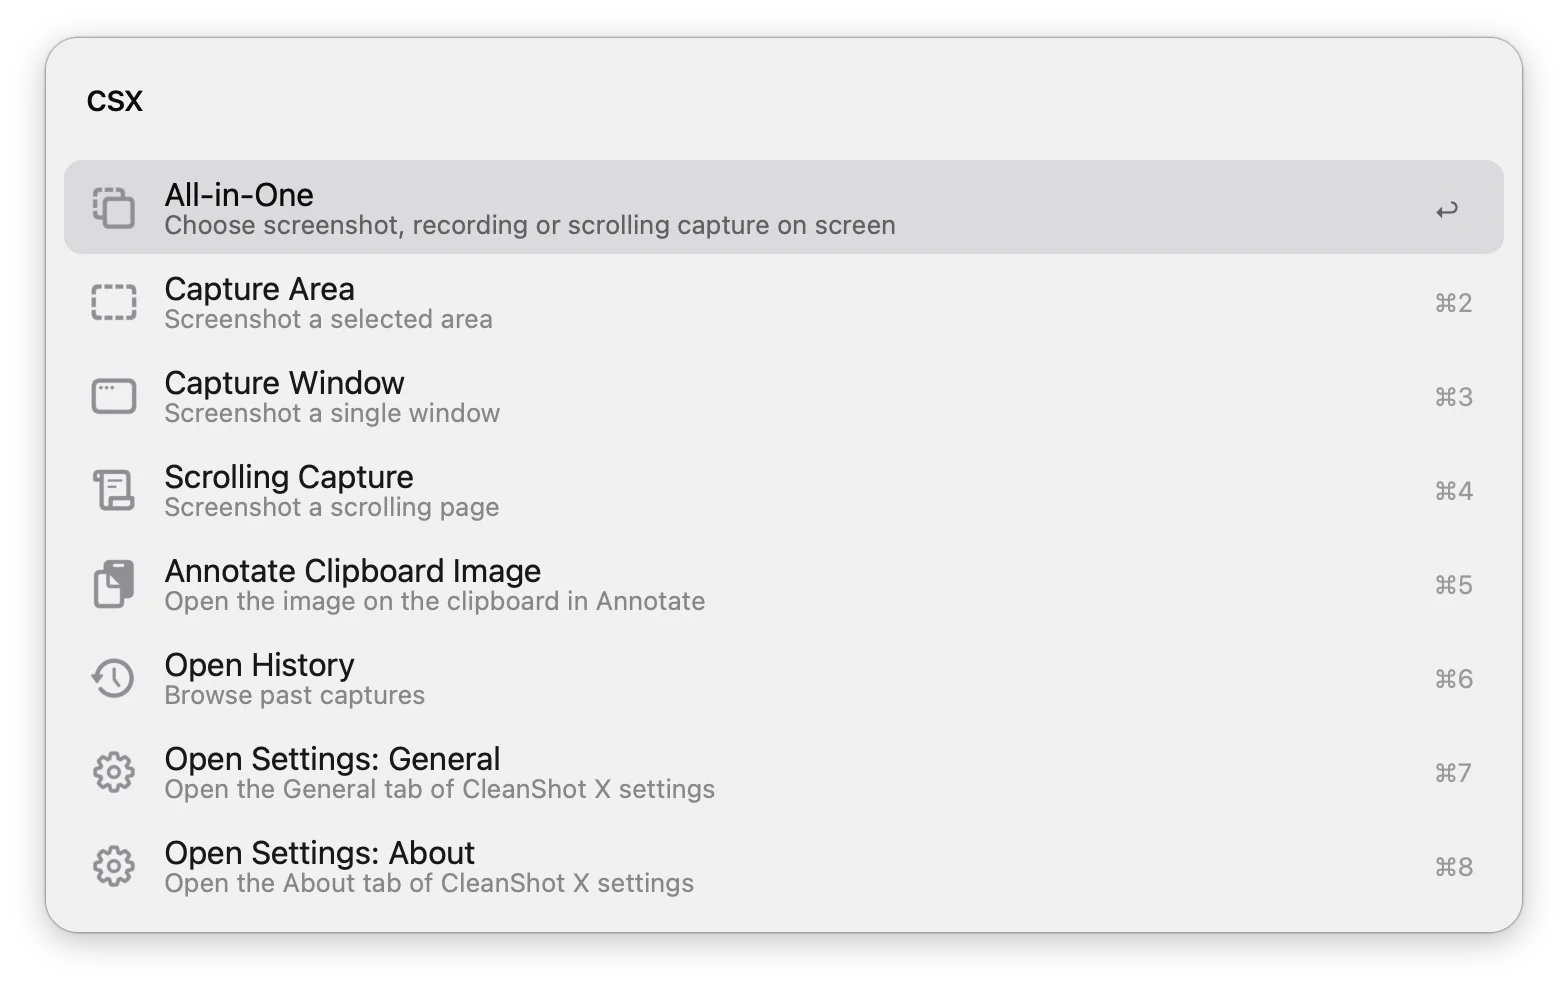 CSX
All-in-One
Choose screenshot, recording or scrolling capture on screen
↩
Capture Area
Screenshot a selected area
⌘2
Capture Window
Screenshot a single window
⌘3
Scrolling Capture
Screenshot a scrolling page
⌘4
Annotate Clipboard Image
Open the image on the clipboard in Annotate
⌘5
Open History
Browse past captures
⌘6
Open Settings: General
Open the General tab of CleanShot X settings
⌘7
Open Settings: About
Open the About tab of CleanShot X settings
⌘8